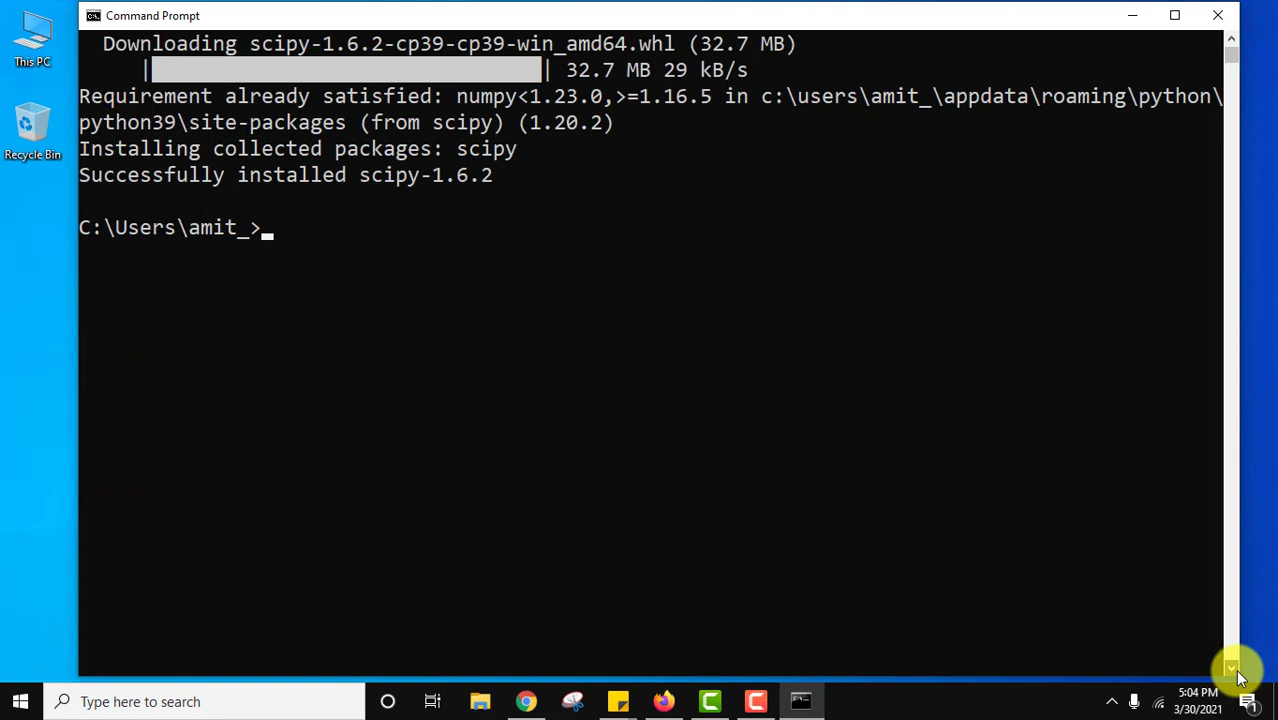 This PC
Recycle Bin
Command Prompt
Downloading scipy-1.6.2-cp39-cp39-win_amd64.whl (32.7 MB)
| | 32.7 MB 29 kB/s
Requirement already satisfied: numpy<1.23.0,>=1.16.5 in c:\users\amit_\appdata\roaming\python\
python39\site-packages (from scipy) (1.20.2)
Installing collected packages: scipy
Successfully installed scipy-1.6.2
C:\Users\amit_>
Type here to search
5:04 PM
3/30/2021
1